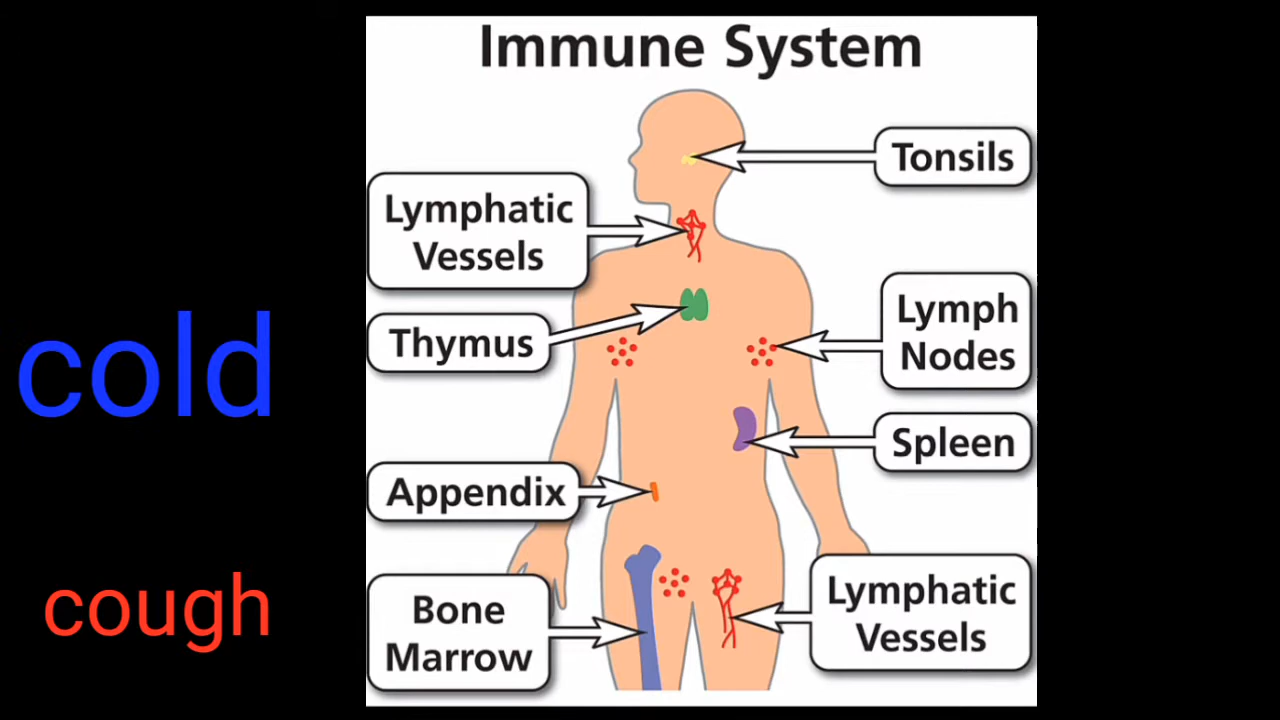 Immune System
Tonsils
Lymphatic
Vessels
Lymph
Nodes
Thymus
cold
Spleen
Appendix
cough
Bone
Marrow
Lymphatic
Vessels